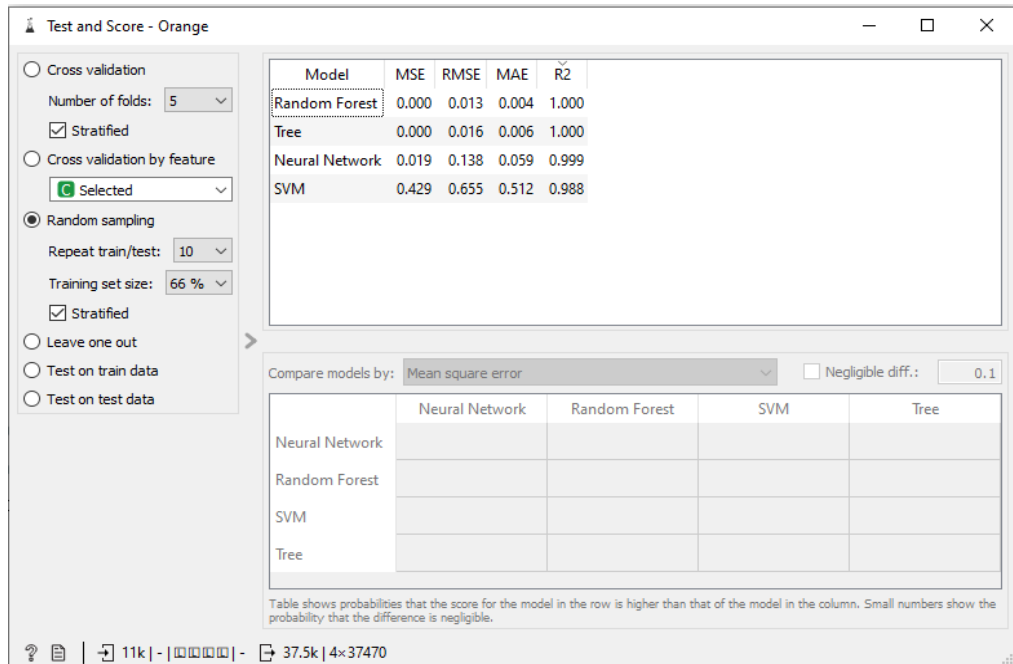 Test and Score - Orange
Cross validation
Number of folds: 5
Stratified
Cross validation by feature
C Selected
Random sampling
Repeat train/test: 10
Training set size: 66 %
Stratified
Leave one out
Test on train data
Test on test data
Model MSE RMSE MAE R2
Random Forest 0.000 0.013 0.004 1.000
Tree 0.000 0.016 0.006 1.000
Neural Network 0.019 0.138 0.059 0.999
SVM 0.429 0.655 0.512 0.988
Compare models by: Mean square error Negligible diff.: 0.1
Neural Network Random Forest SVM Tree
Neural Network
Random Forest
SVM
Tree
Table shows probabilities that the score for the model in the row is higher than that of the model in the column. Small numbers show the
probability that the difference is negligible.
? 11k | - | | - 37.5k | 4×37470